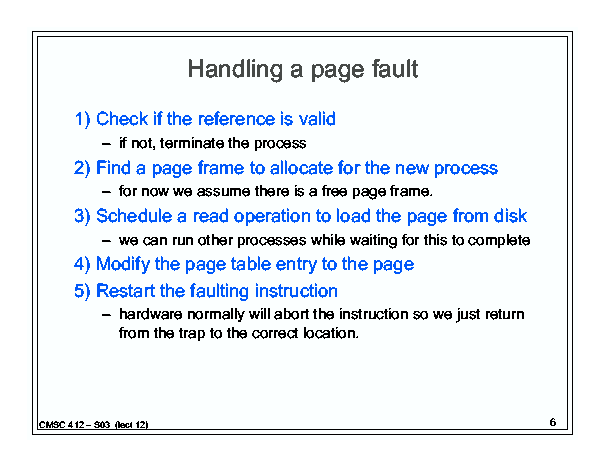 Handling a page fault
1) Check if the reference is valid
– if not, terminate the process
2) Find a page frame to allocate for the new process
– for now we assume there is a free page frame.
3) Schedule a read operation to load the page from disk
– we can run other processes while waiting for this to complete
4) Modify the page table entry to the page
5) Restart the faulting instruction
– hardware normally will abort the instruction so we just return
from the trap to the correct location.
CMSC 412 – S03 (lect 12)
6